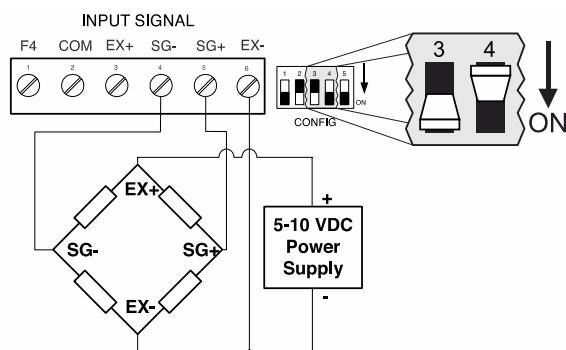 INPUT SIGNAL
F4 COM EX+ SG- SG+ EX-
1 2 3 4 5 6
1 2 3 4 5
ON
CONFIG
3 4
ON
EX+
SG- SG+
EX-
+
5-10 VDC
Power
Supply
-